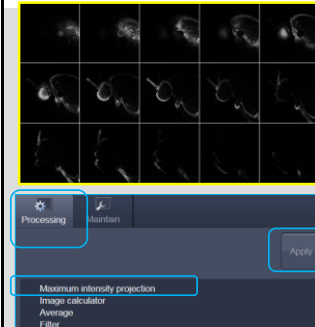 Processing
Maintain
Apply
Maximum intensity projection
Image calculator
Average
Filter